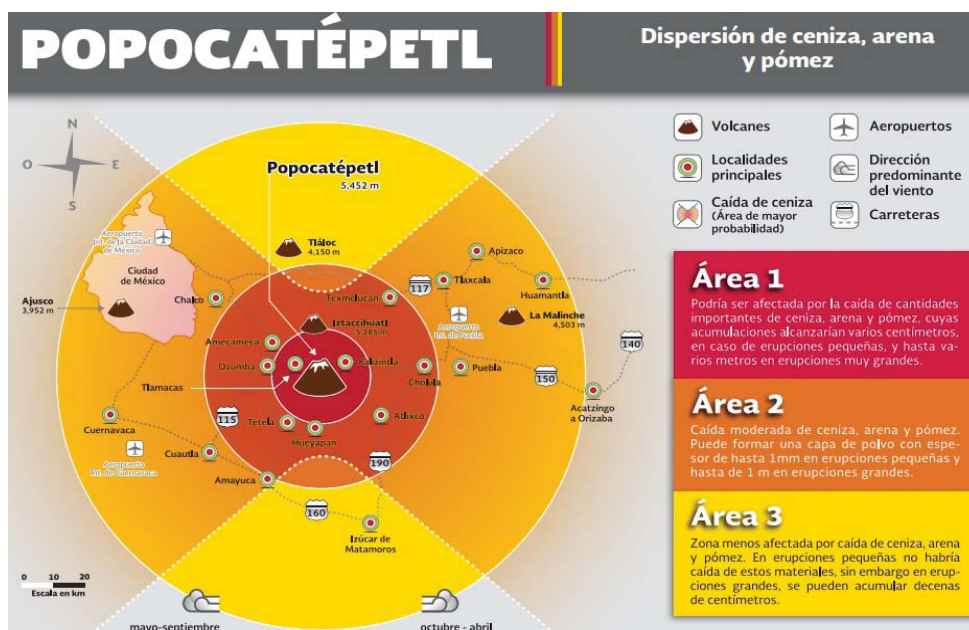 POPOCATÉPETL
Dispersión de ceniza, arena
y pómez
N
O
E
S
Popocatépetl
5,452 m
Tláloc
4,150 m
Aeropuerto
Int. de la Ciudad
de México
Ciudad
de México
Ajusco
3,952 m
Chalco
Texmelucan
117
Apizaco
Tlaxcala
Huamantla
La Malinche
4,503 m
Iztaccíhuatl
5,285 m
Aeropuerto
Int. de Puebla
Amecameca
Ozumba
Xalizintla
Tlamacas
Cholula
Puebla
150
140
Acatzingo
a Orizaba
Cuernavaca
115
Tetela
Hueyapan
Atlixco
Aeropuerto
Int. de Cuernavaca
Cuautla
Amayuca
190
160
Izúcar de
Matamoros
0 10 20
Escala en km
mayo-septiembre
octubre - abril
Volcanes
Aeropuertos
Localidades
principales
Dirección
predominante
del viento
Caída de ceniza
(Área de mayor
probabilidad)
Carreteras
Área 1
Podría ser afectada por la caída de cantidades
importantes de ceniza, arena y pómez, cuyas
acumulaciones alcanzarían varios centímetros,
en caso de erupciones pequeñas, y hasta va-
rios metros en erupciones muy grandes.
Área 2
Caída moderada de ceniza, arena y pómez.
Puede formar una capa de polvo con espe-
sor de hasta 1mm en erupciones pequeñas y
hasta de 1 m en erupciones grandes.
Área 3
Zona menos afectada por caída de ceniza, arena
y pómez. En erupciones pequeñas no habría
caída de estos materiales, sin embargo en erup-
ciones grandes, se pueden acumular decenas
de centímetros.